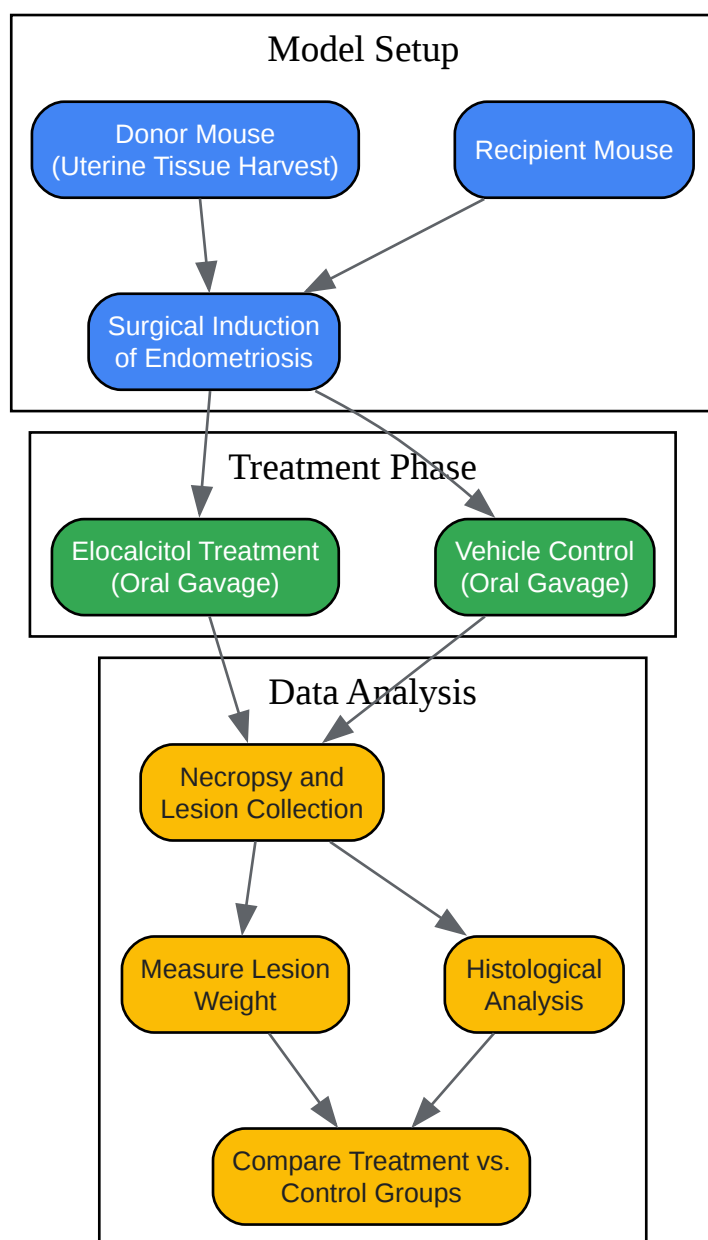 Model Setup
Donor Mouse
(Uterine Tissue Harvest)
Recipient Mouse
Surgical Induction
of Endometriosis
Treatment Phase
Elocalcitol Treatment
(Oral Gavage)
Vehicle Control
(Oral Gavage)
Data Analysis
Necropsy and
Lesion Collection
Measure Lesion
Weight
Histological
Analysis
Compare Treatment vs.
Control Groups